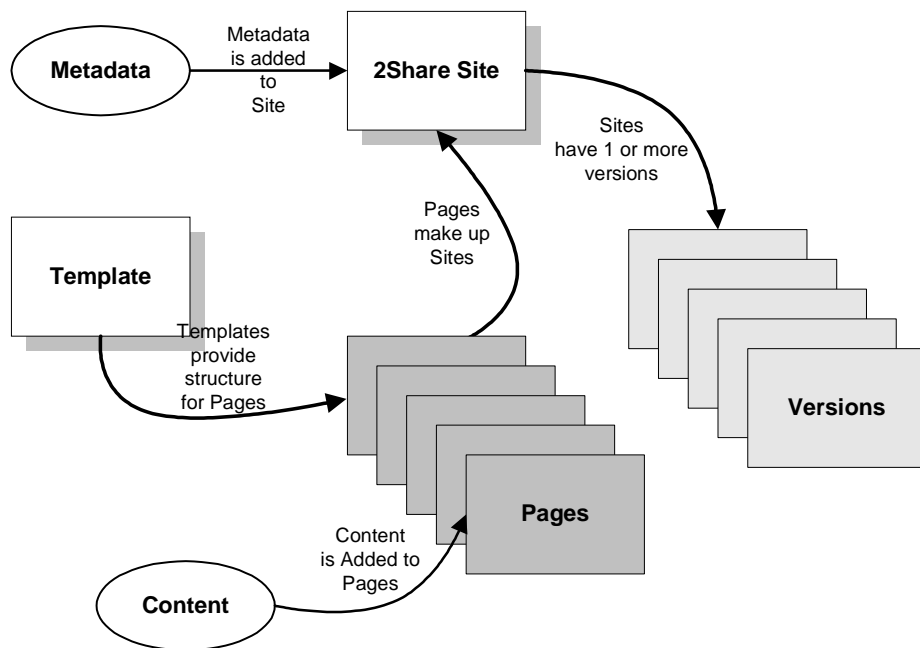 Metadata
Metadata
is added
to
Site
2Share Site
Sites
have 1 or more
versions
Pages
make up
Sites
Template
Templates
provide
structure
for Pages
Versions
Pages
Content
is Added to
Pages
Content